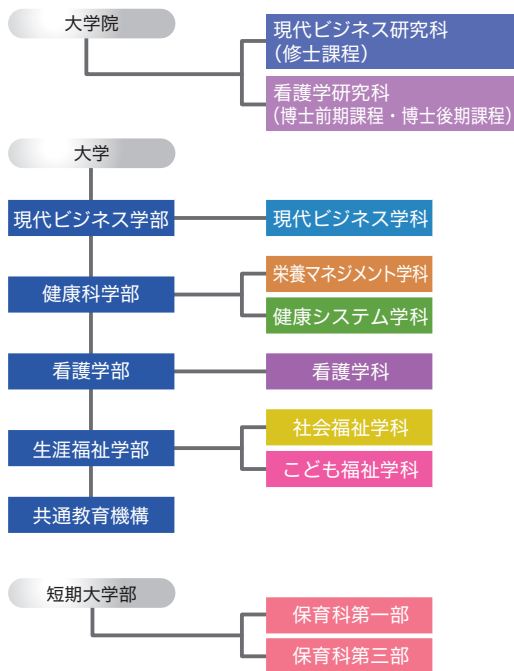 大学院
現代ビジネス研究科
（修士課程）
看護学研究科
（博士前期課程・博士後期課程）
大学
現代ビジネス学部
現代ビジネス学科
健康科学部
栄養マネジメント学科
健康システム学科
看護学部
看護学科
生涯福祉学部
社会福祉学科
こども福祉学科
共通教育機構
短期大学部
保育科第一部
保育科第三部